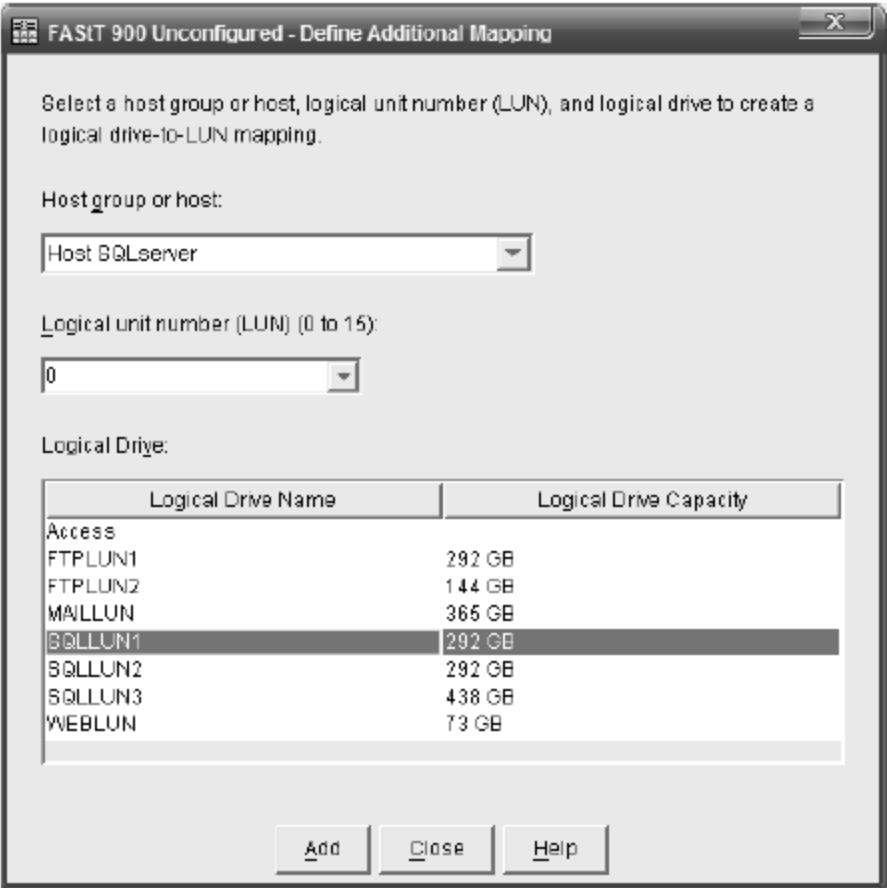 FAStT 900 Unconfigured - Define Additional Mapping
X
Select a host group or host, logical unit number (LUN), and logical drive to create a
logical drive-to-LUN mapping.
Host group or host:
Host SQLserver
Logical unit number (LUN) (0 to 15):
0
Logical Drive:
Logical Drive Name Logical Drive Capacity
Access
FTPLUN1 292 GB
FTPLUN2 144 GB
MAILLUN 365 GB
SQLLUN1 292 GB
SQLLUN2 292 GB
SQLLUN3 438 GB
WEBLUN 73 GB
Add Close Help